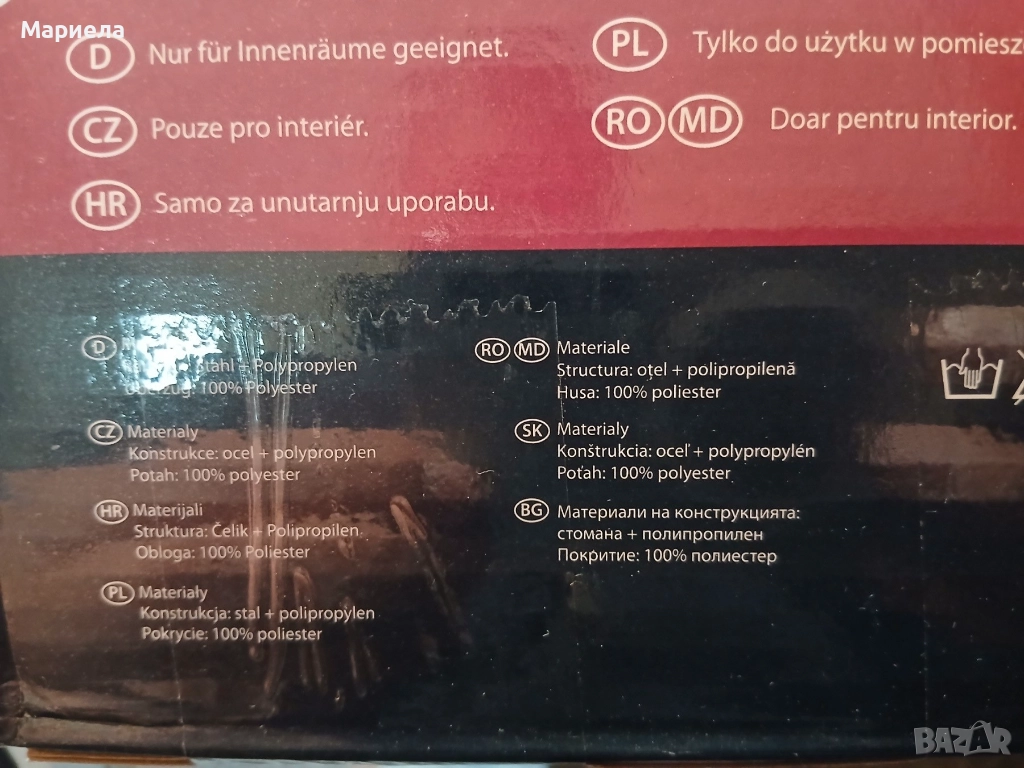 Мариела
D Nur für Innenräume geeignet.
CZ Pouze pro interiér.
HR Samo za unutarnju uporabu.
PL Tylko do użytku w pomiesz
RO MD Doar pentru interior.
D
Stahl + Polypropylen
100% Polyester
CZ Materialy
Konstrukce: ocel + polypropylen
Potah: 100% polyester
HR Materijali
Struktura: Čelik + Polipropilen
Obloga: 100% Poliester
PL Materiały
Konstrukcja: stal + polipropylen
Pokrycie: 100% poliester
RO MD Materiale
Structura: oțel + polipropilenă
Husa: 100% poliester
SK Materialy
Konštrukcia: oceľ + polypropylén
Poťah: 100% polyester
BG Материали на конструкцията:
стомана + полипропилен
Покритие: 100% полиестер
BAZAR